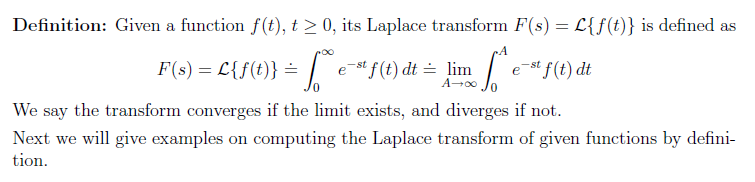 Definition: Given a function f(t), t ≥ 0, its Laplace transform F(s) = ℒ{f(t)} is defined as
F(s) = ℒ{f(t)} ≐ ∫₀^∞ e^{−st} f(t) dt ≐ lim_{A→∞} ∫₀^A e^{−st} f(t) dt
We say the transform converges if the limit exists, and diverges if not.
Next we will give examples on computing the Laplace transform of given functions by defini-
tion.